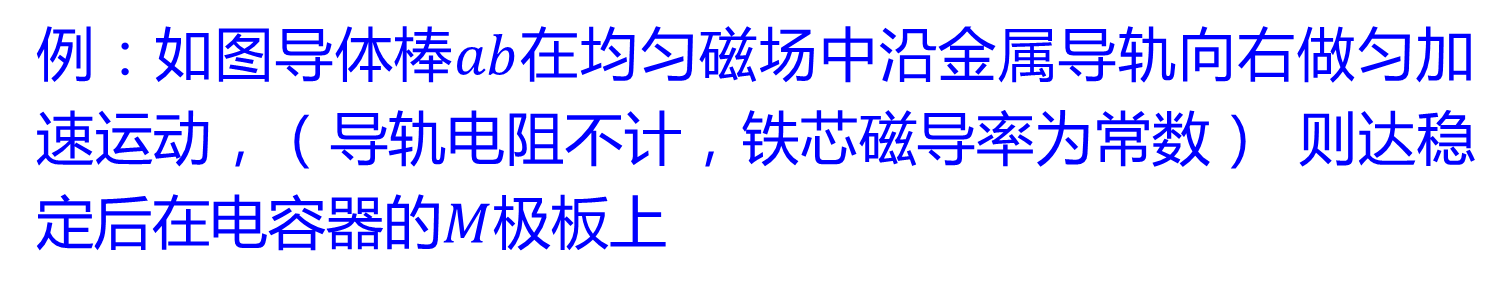 例：如图导体棒ab在均匀磁场中沿金属导轨向右做匀加
速运动，（导轨电阻不计，铁芯磁导率为常数） 则达稳
定后在电容器的M极板上